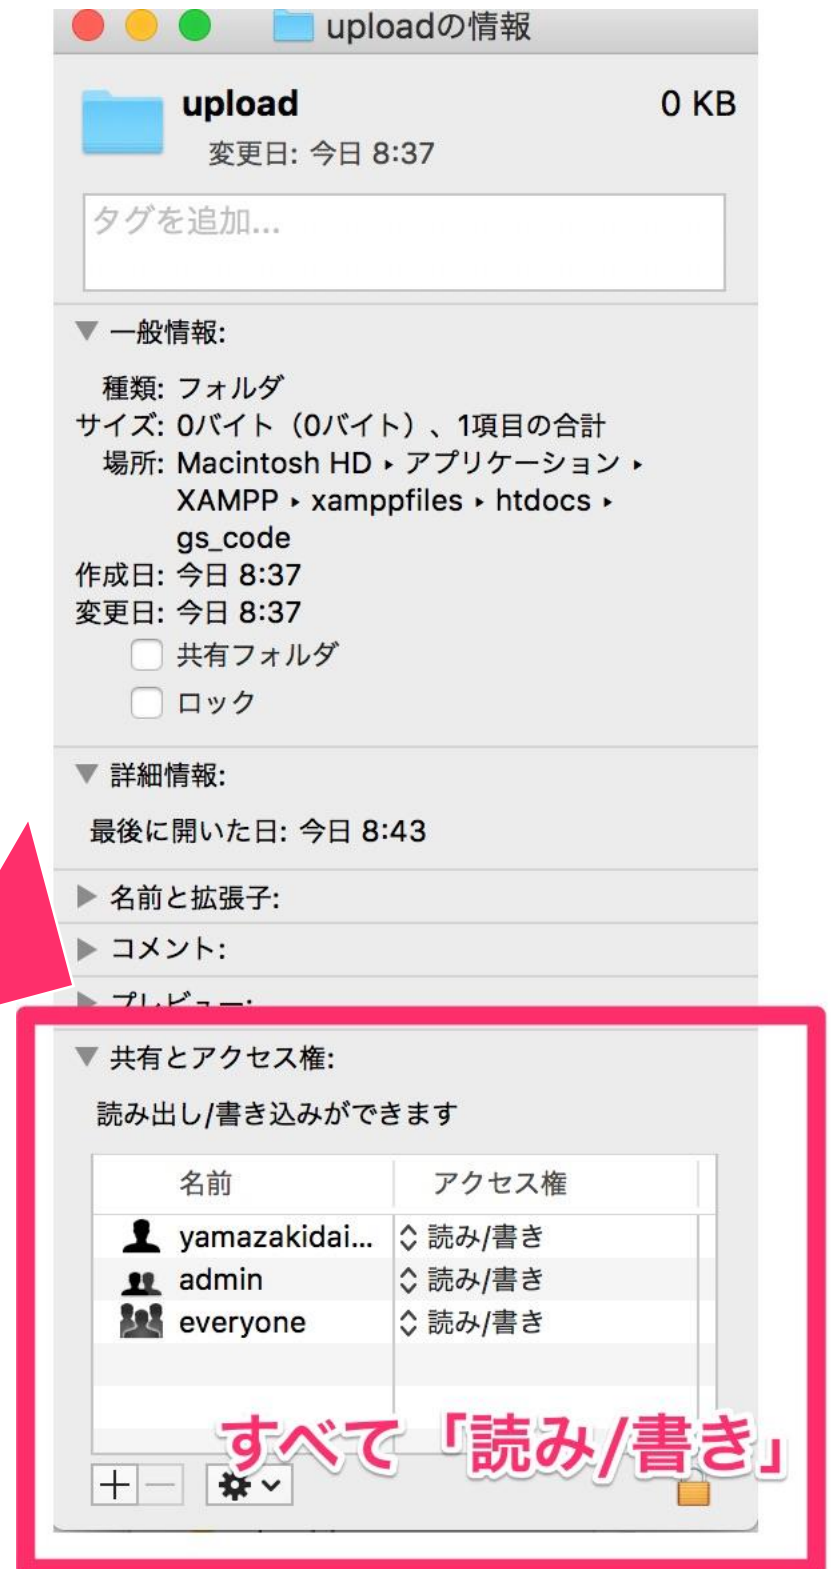 uploadの情報
upload 0 KB
変更日: 今日 8:37
タグを追加...
一般情報:
種類: フォルダ
サイズ: 0バイト（0バイト）、1項目の合計
場所: Macintosh HD ▸ アプリケーション ▸
XAMPP ▸ xamppfiles ▸ htdocs ▸
gs_code
作成日: 今日 8:37
変更日: 今日 8:37
共有フォルダ
ロック
詳細情報:
最後に開いた日: 今日 8:43
名前と拡張子:
コメント:
プレビュー:
共有とアクセス権:
読み出し/書き込みができます
名前 アクセス権
yamazakidai... 読み/書き
admin 読み/書き
everyone 読み/書き
すべて「読み/書き」